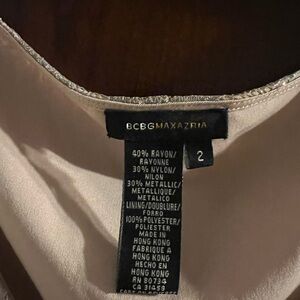 BCBGMAXAZRIA
2
40% RAYON/
RAYONNE
30% NYLON/
NILON
30% METALLIC/
METALLIQUE/
METALICO
LINING/DOUBLURE/
FORRO
100% POLYESTER/
POLIESTER
MADE IN
HONG KONG
FABRIQUE A
HONG KONG
HECHO EN
HONG KONG
RN 80734
CA 31459